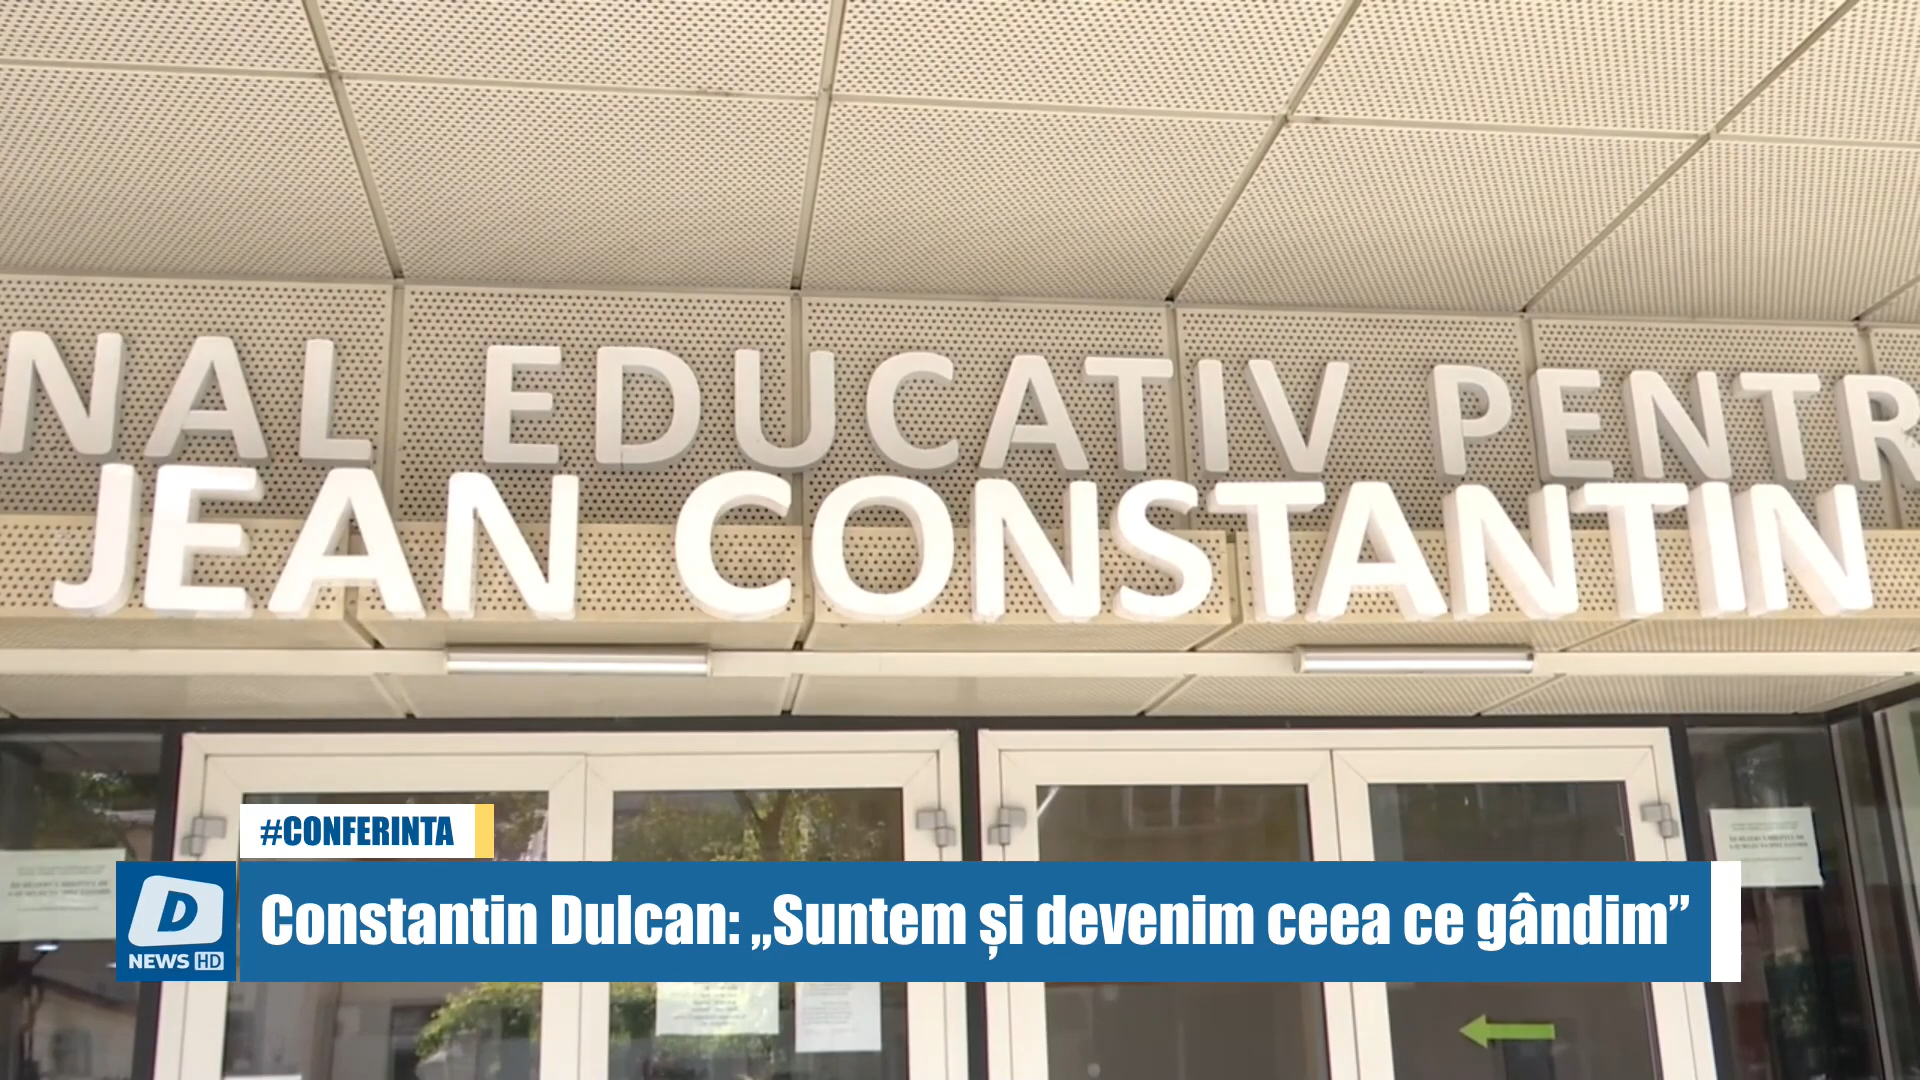 NAL EDUCATIV PENTR
JEAN CONSTANTIN
#CONFERINTA
Constantin Dulcan: „Suntem și devenim ceea ce gândim”
D
NEWS HD